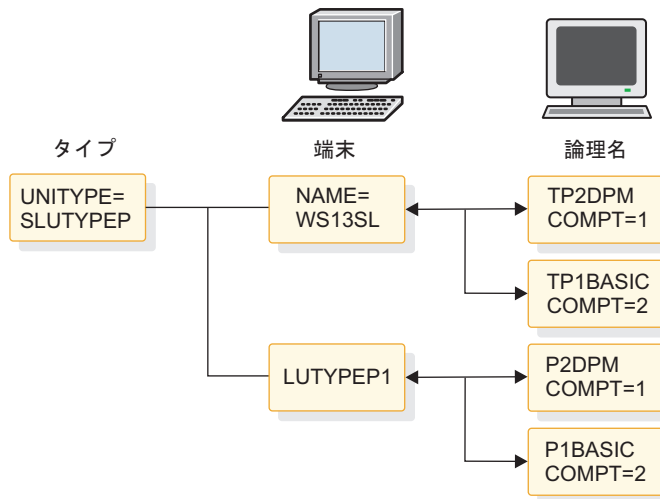 タイプ
端末
論理名
UNITYPE=
SLUTYPEP
NAME=
WS13SL
TP2DPM
COMPT=1
TP1BASIC
COMPT=2
LUTYPEP1
P2DPM
COMPT=1
P1BASIC
COMPT=2